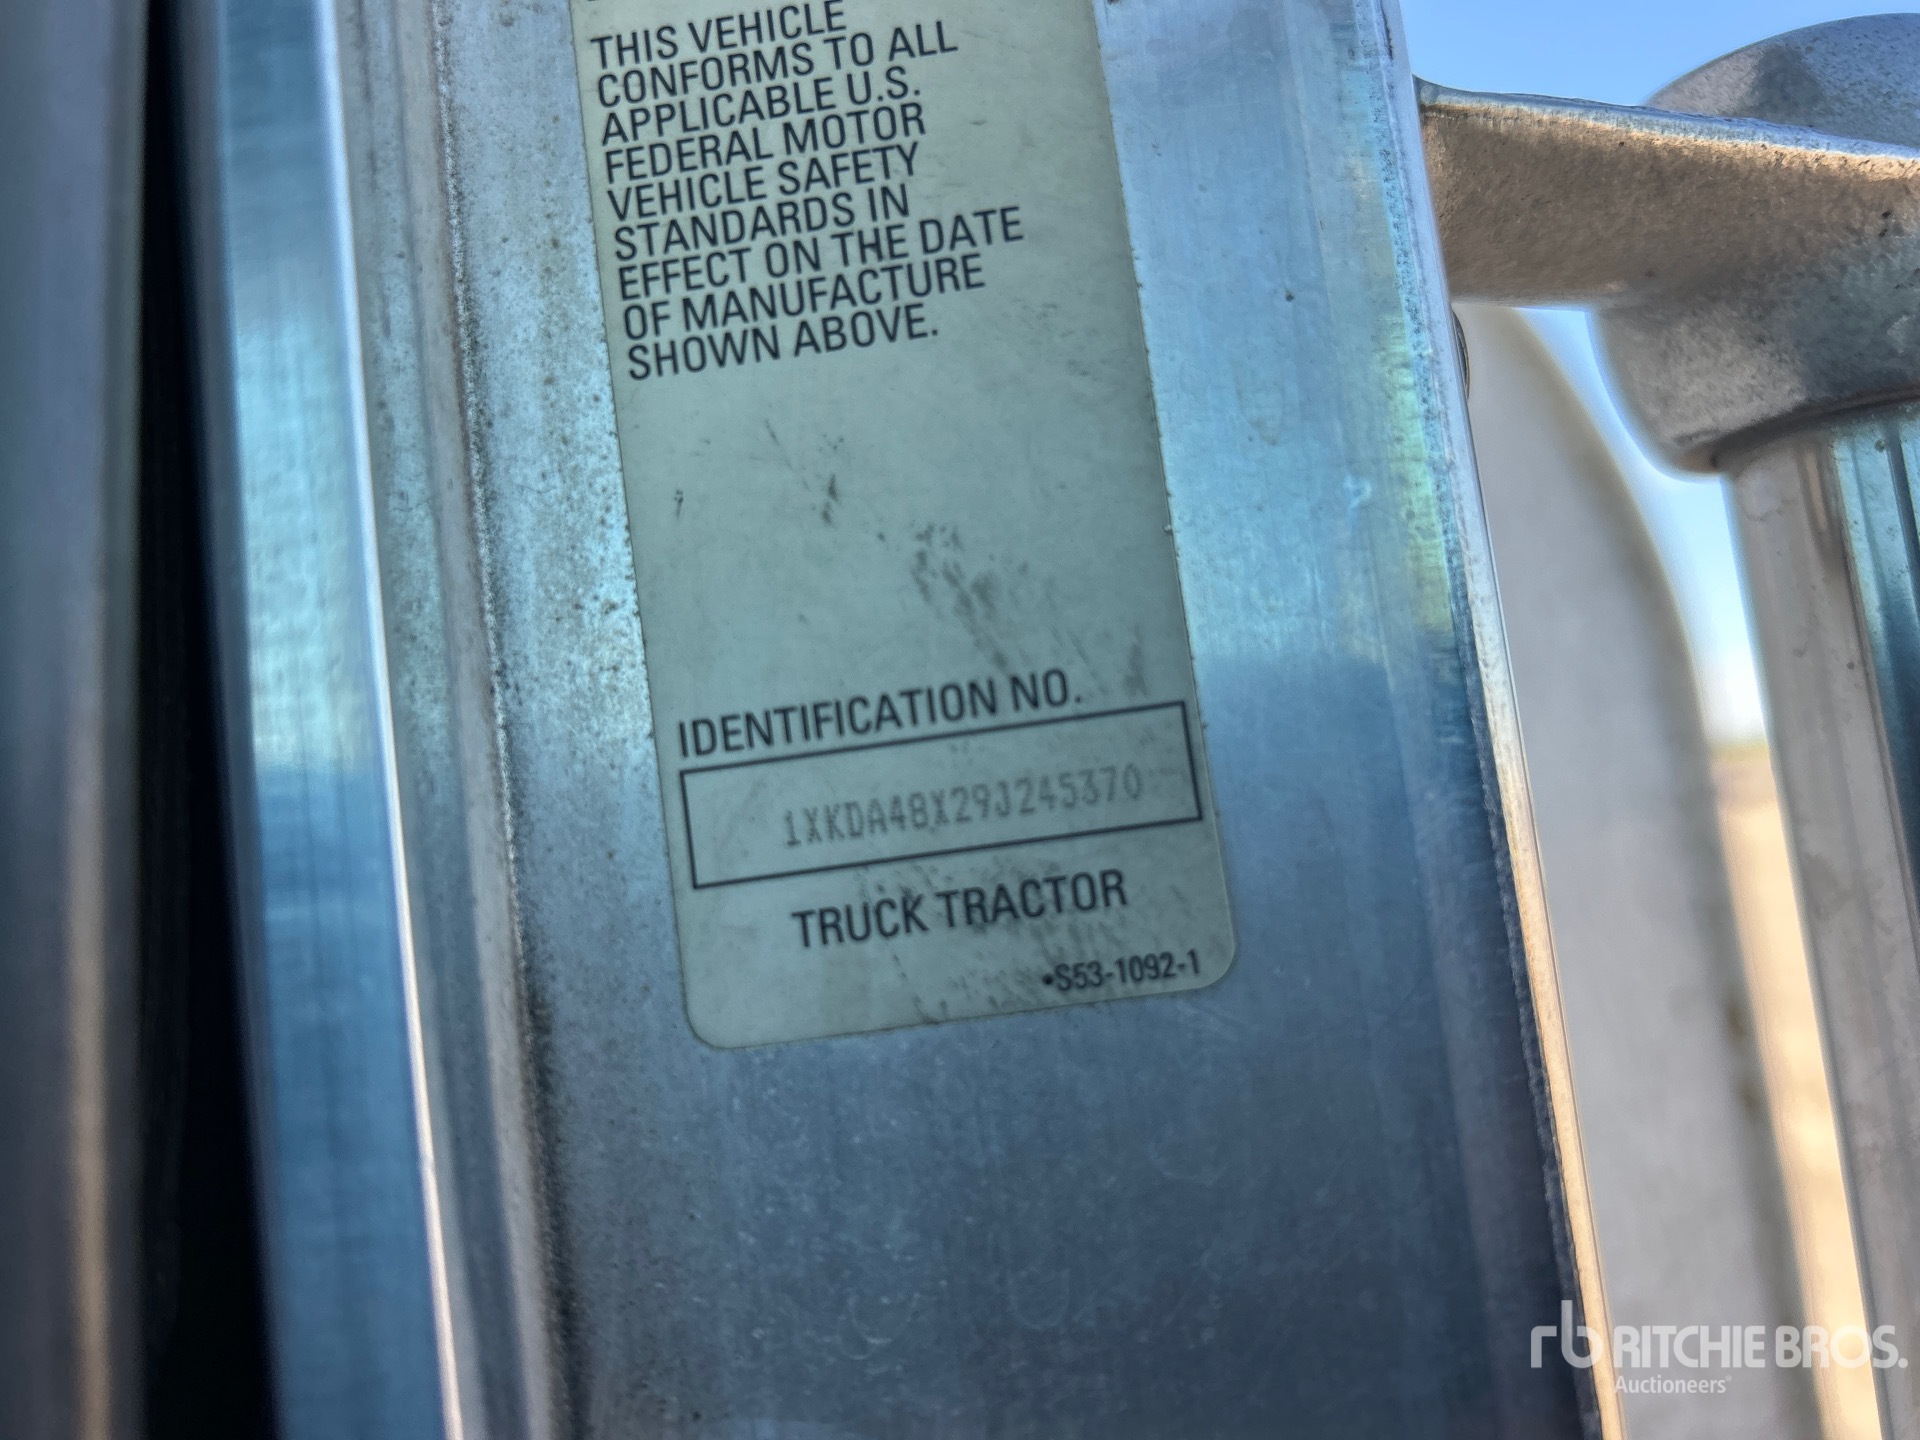 THIS VEHICLE
CONFORMS TO ALL
APPLICABLE U.S.
FEDERAL MOTOR
VEHICLE SAFETY
STANDARDS IN
EFFECT ON THE DATE
OF MANUFACTURE
SHOWN ABOVE.
IDENTIFICATION NO.
1XKDA48X29J245370
TRUCK TRACTOR
•S53-1092-1
rb RITCHIE BROS.
Auctioneers